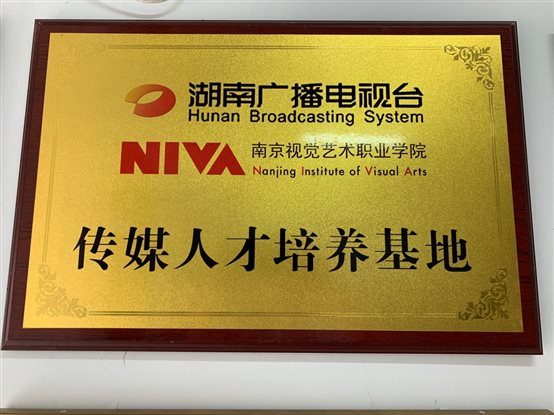 湖南广播电视台
Hunan Broadcasting System
NIVA 南京视觉艺术职业学院
Nanjing Institute of Visual Arts
传媒人才培养基地